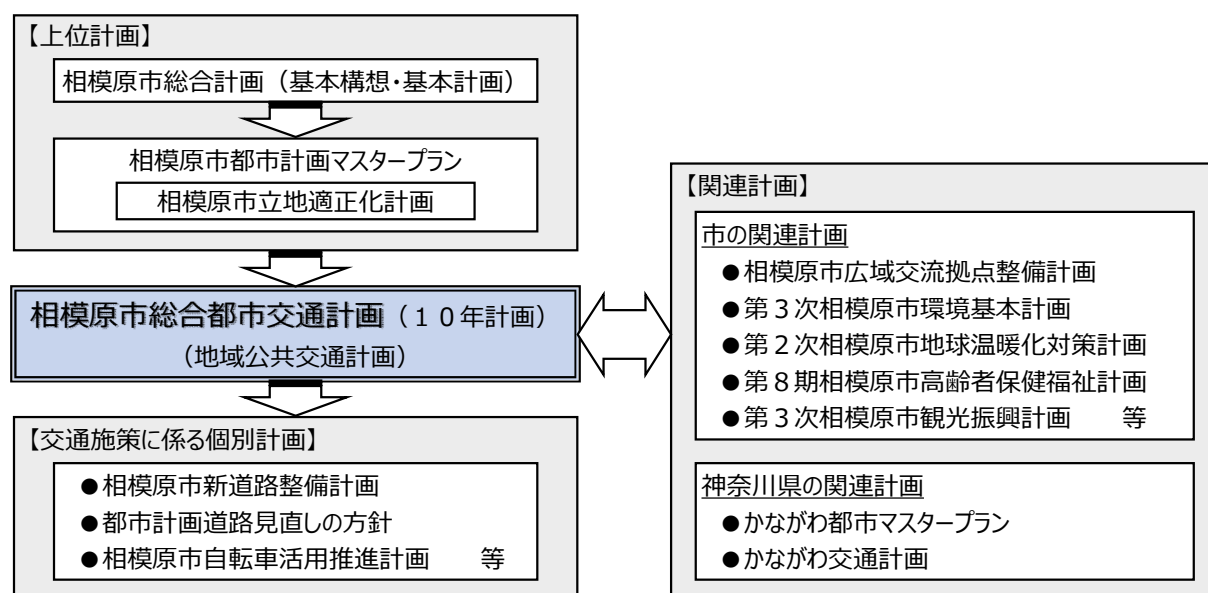 【上位計画】
相模原市総合計画（基本構想・基本計画）
相模原市都市計画マスタープラン
相模原市立地適正化計画
相模原市総合都市交通計画（１０年計画）
（地域公共交通計画）
【交通施策に係る個別計画】
●相模原市新道路整備計画
●都市計画道路見直しの方針
●相模原市自転車活用推進計画　等
【関連計画】
市の関連計画
●相模原市広域交流拠点整備計画
●第３次相模原市環境基本計画
●第２次相模原市地球温暖化対策計画
●第８期相模原市高齢者保健福祉計画
●第３次相模原市観光振興計画　等
神奈川県の関連計画
●かながわ都市マスタープラン
●かながわ交通計画